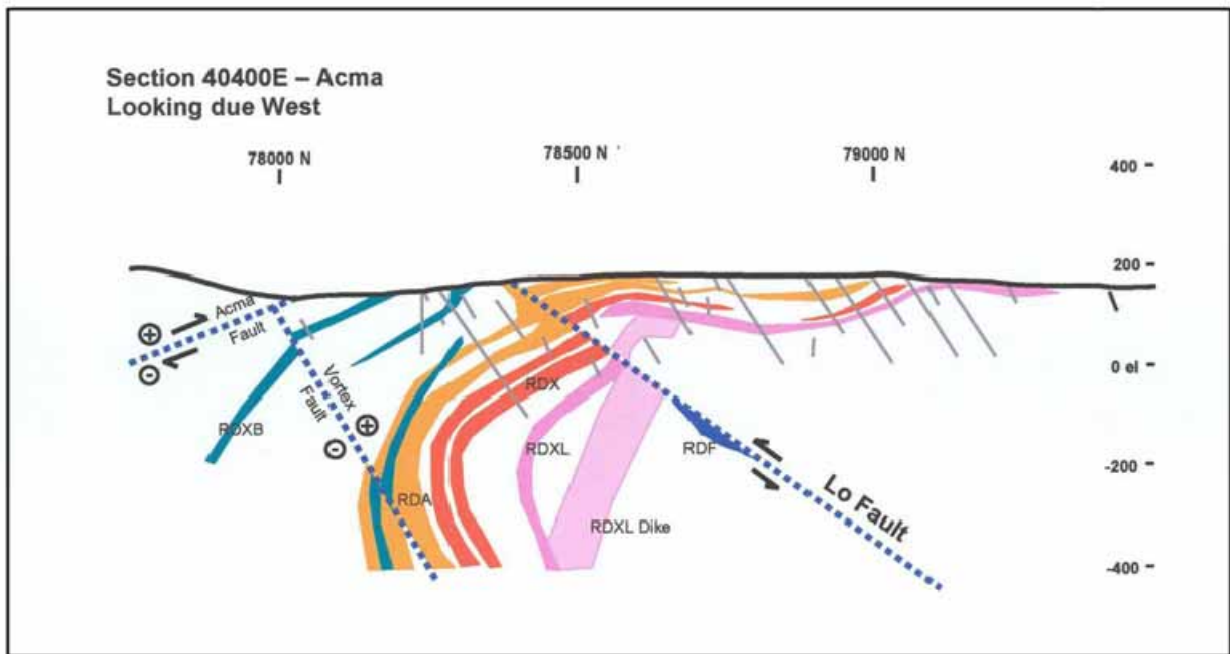 Section 40400E – Acma
Looking due West
78000 N
78500 N
79000 N
400
200
0 el
-200
-400
Acma
Fault
Vortex
Fault
RDXB
RDA
RDX
RDXL
RDXL Dike
RDF
Lo Fault